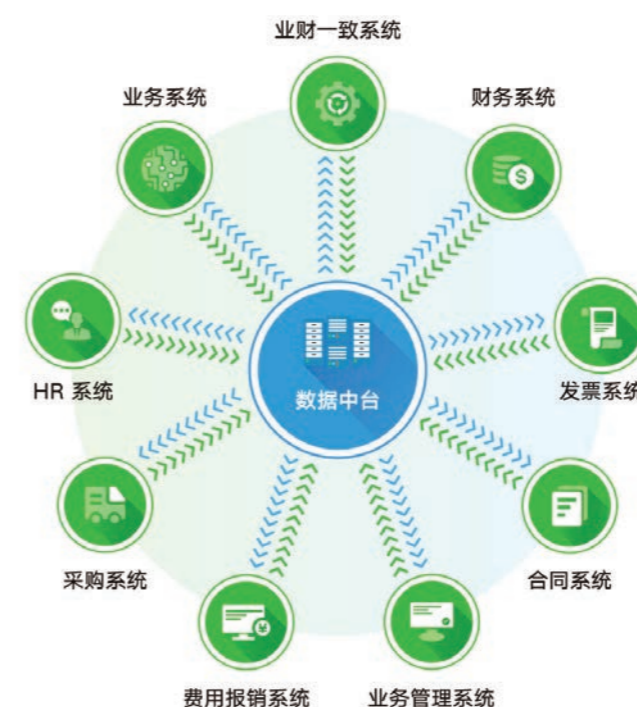 业财一致系统
业务系统
财务系统
HR 系统
数据中台
发票系统
采购系统
合同系统
费用报销系统
业务管理系统